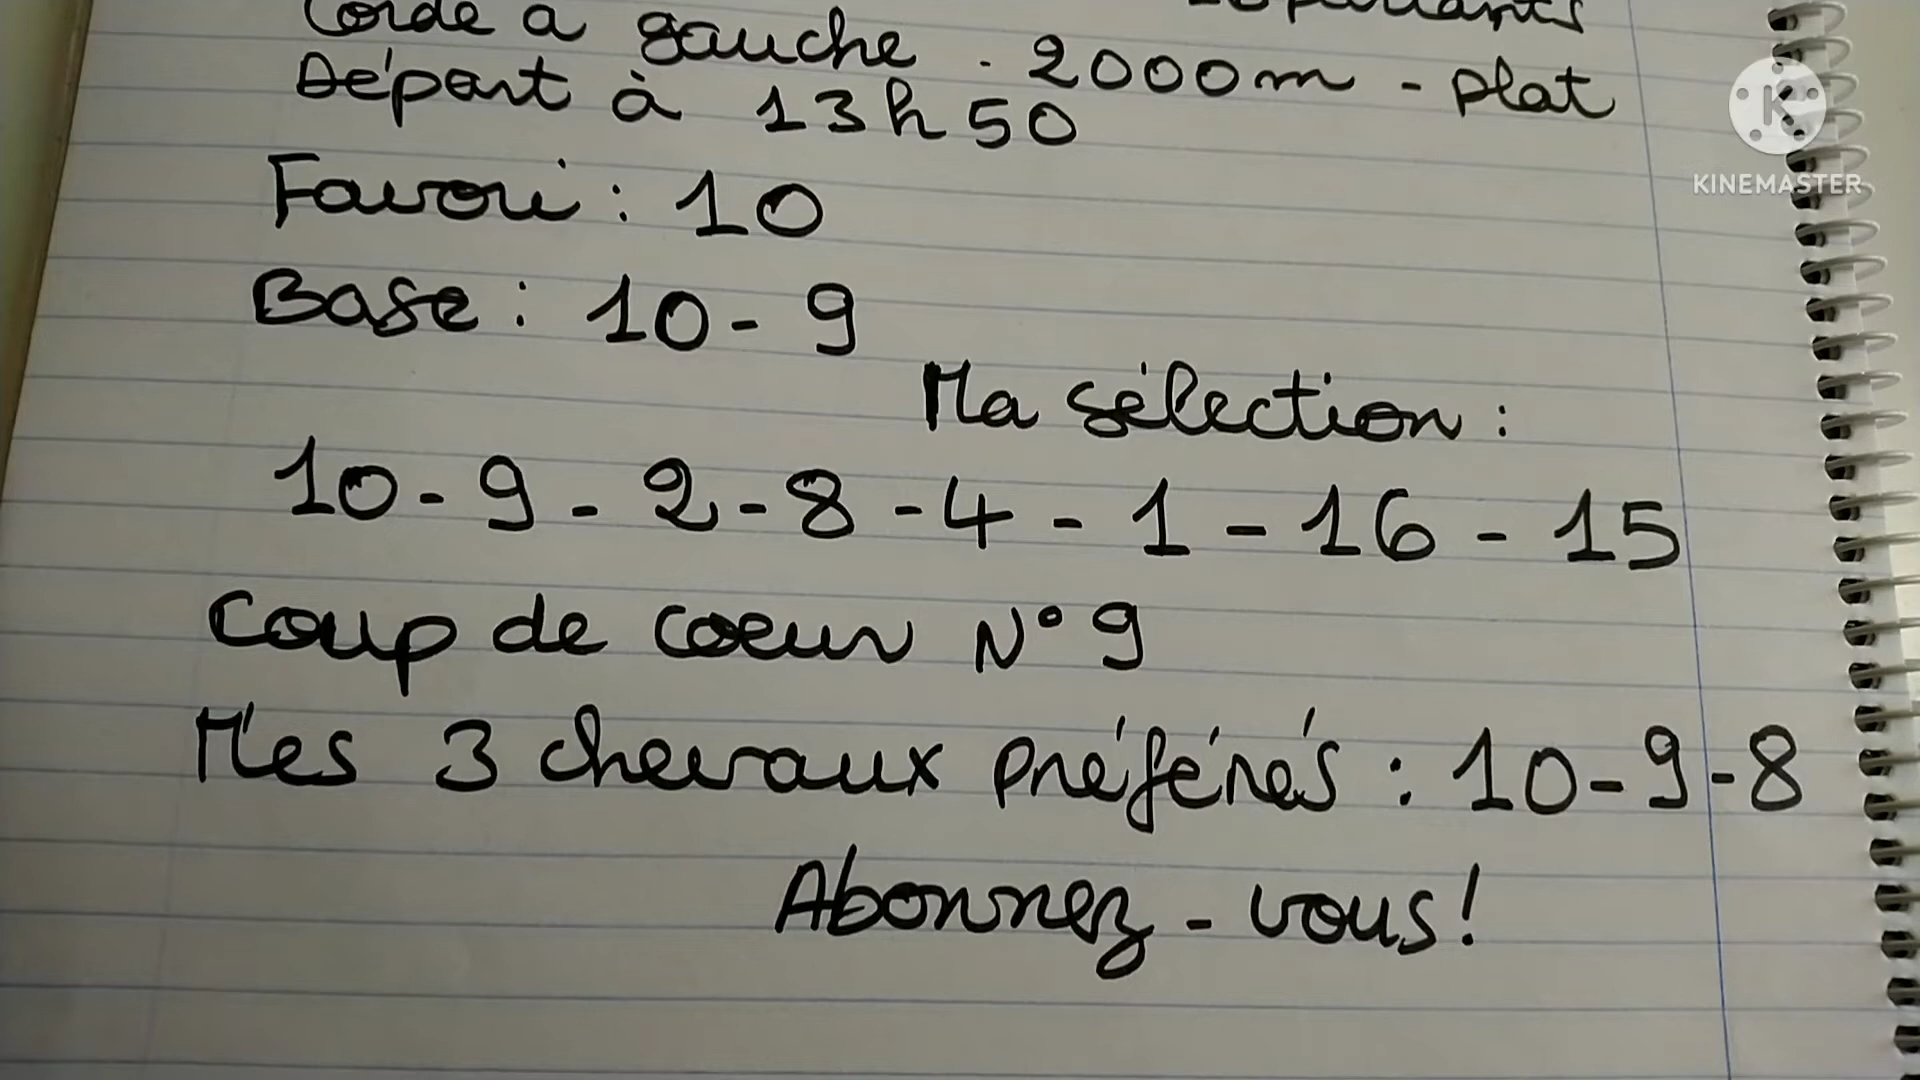 Corde à gauche . 2000m - plat
Départ à 13h50
Favori : 10
Base : 10 - 9
Ma sélection :
10 - 9 - 2 - 8 - 4 - 1 - 16 - 15
Coup de coeur N° 9
Mes 3 chevaux préférés : 10 - 9 - 8
Abonnez - vous !
KINEMASTER